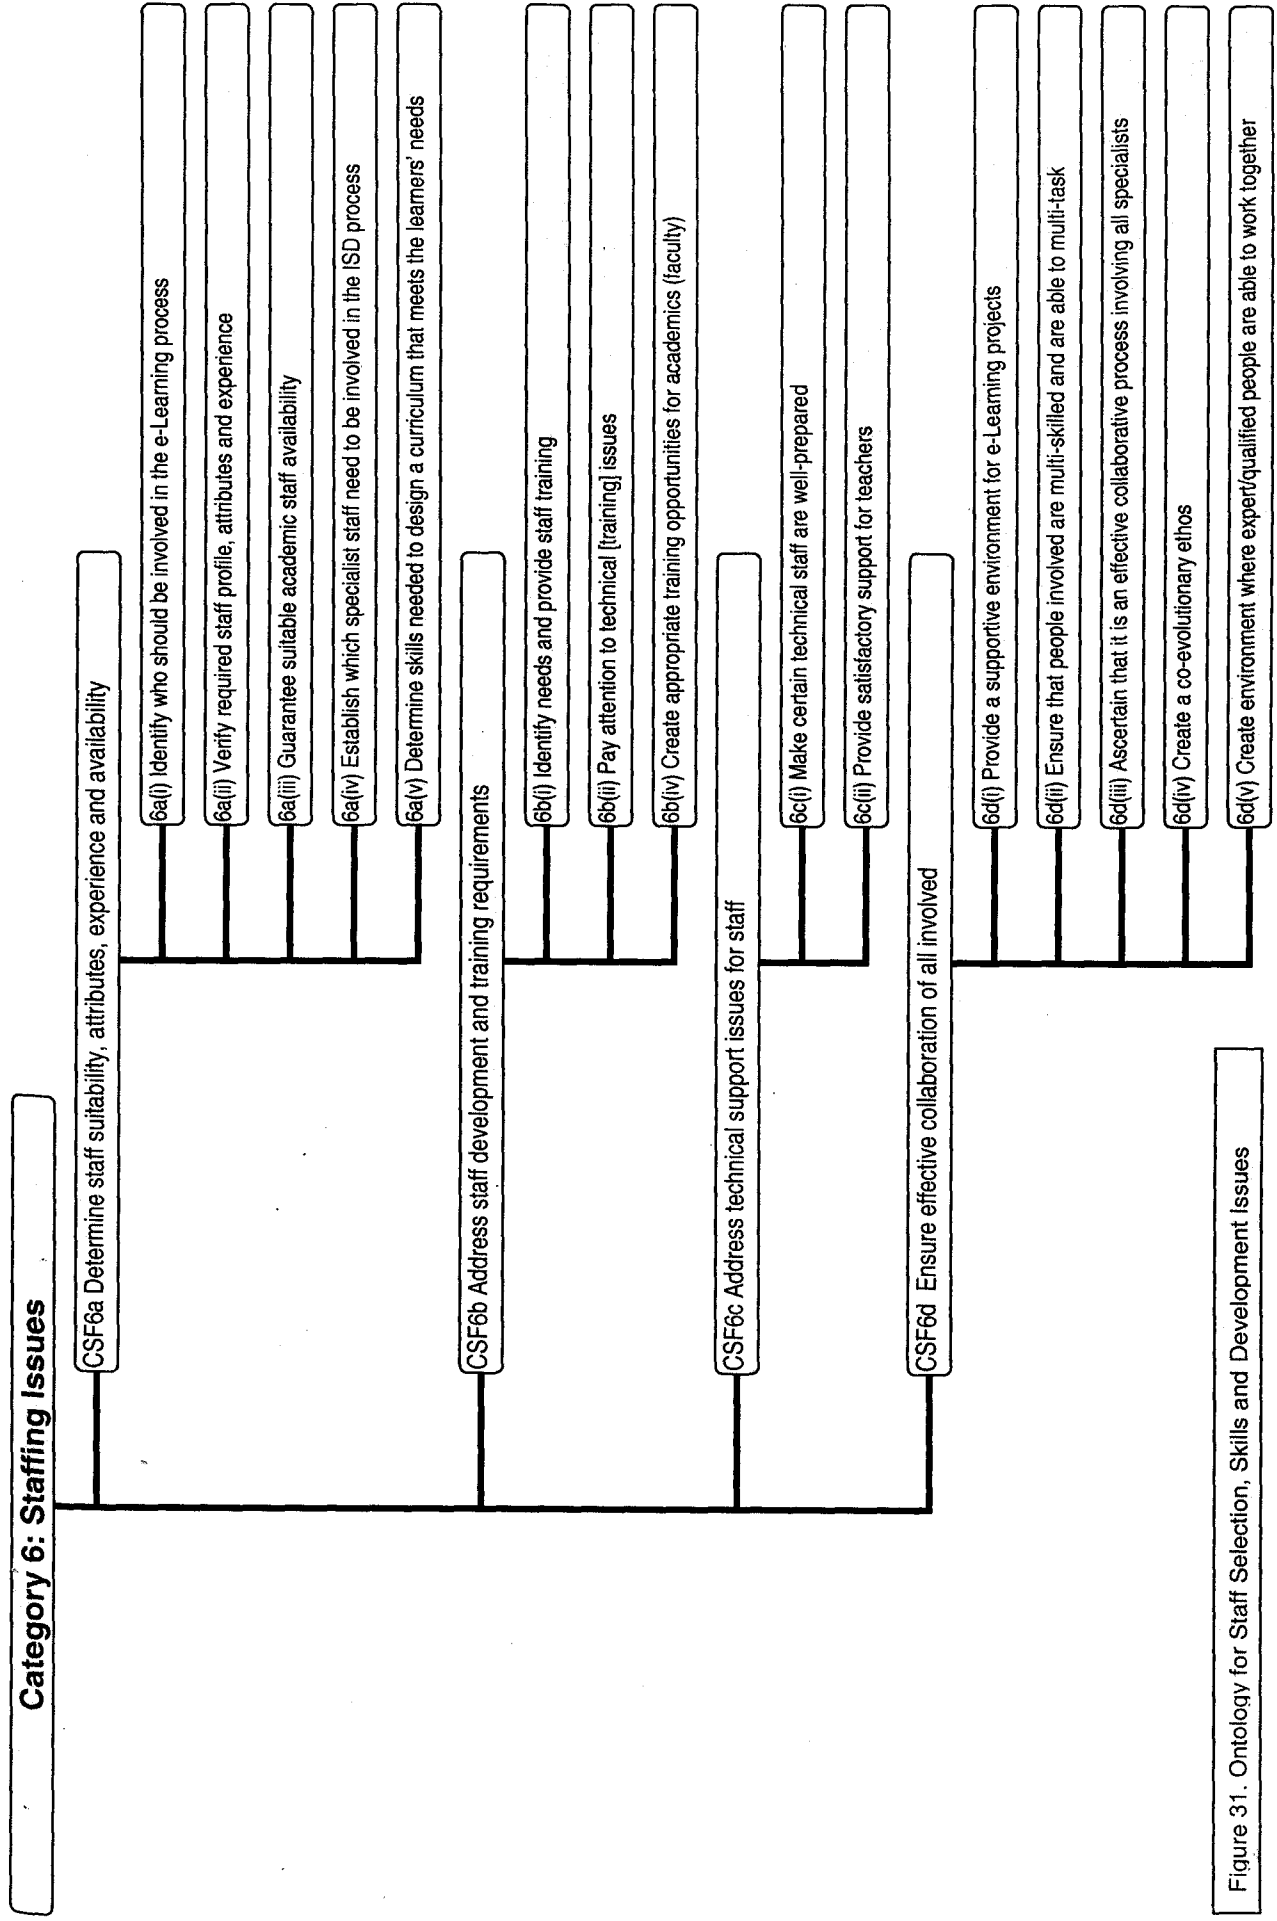 Category 6: Staffing Issues
CSF6a Determine staff suitability, attributes, experience and availability
6a(i) Identify who should be involved in the e-Learning process
6a(ii) Verify required staff profile, attributes and experience
6a(iii) Guarantee suitable academic staff availability
6a(iv) Establish which specialist staff need to be involved in the ISD process
6a(v) Determine skills needed to design a curriculum that meets the learners' needs
CSF6b Address staff development and training requirements
6b(i) Identify needs and provide staff training
6b(ii) Pay attention to technical [training] issues
6b(iv) Create appropriate training opportunities for academics (faculty)
CSF6c Address technical support issues for staff
6c(i) Make certain technical staff are well-prepared
6c(ii) Provide satisfactory support for teachers
CSF6d Ensure effective collaboration of all involved
6d(i) Provide a supportive environment for e-Learning projects
6d(ii) Ensure that people involved are multi-skilled and are able to multi-task
6d(iii) Ascertain that it is an effective collaborative process involving all specialists
6d(iv) Create a co-evolutionary ethos
6d(v) Create environment where expert/qualified people are able to work together
Figure 31. Ontology for Staff Selection, Skills and Development Issues